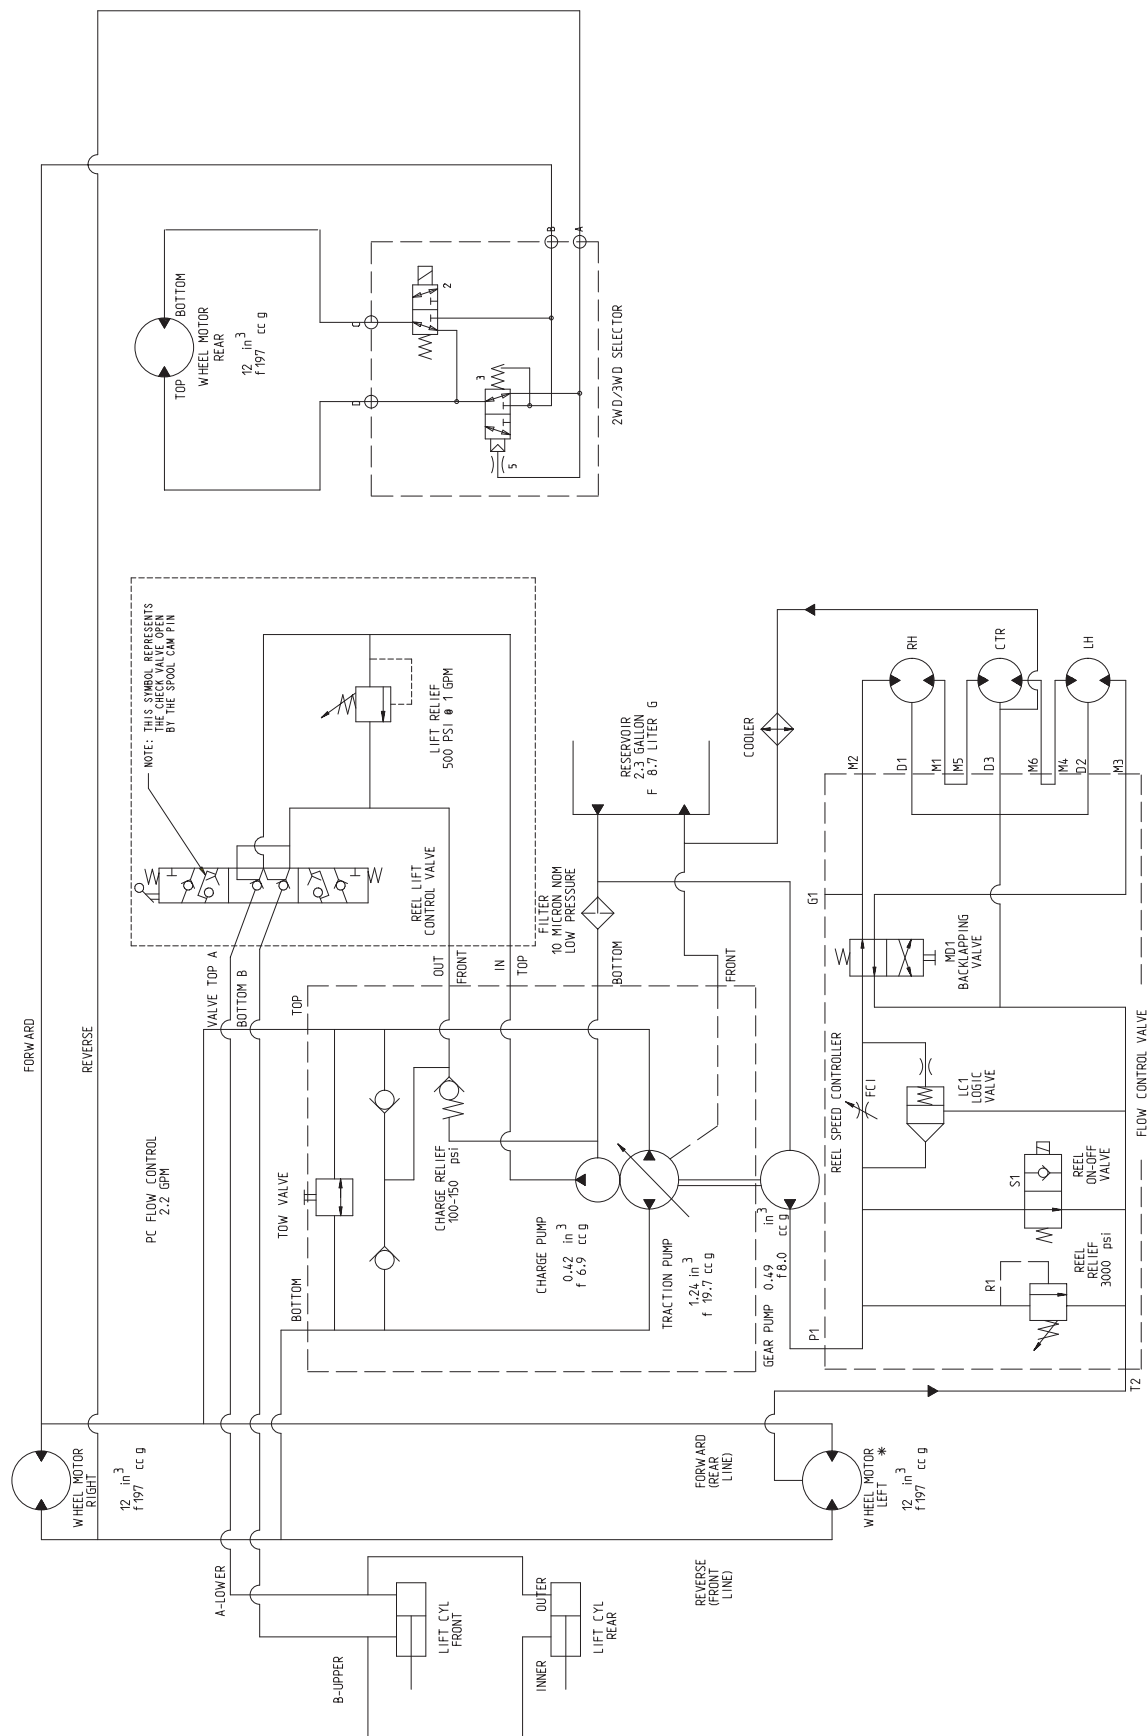 FORWARD
REVERSE
WHEEL MOTOR
REAR
TOP
BOTTOM
12 in3
f197 cc g
2WD/3WD SELECTOR
D
D
B
A
2
3
5
NOTE: THIS SYMBOL REPRESENTS
THE CHECK VALVE OPEN
BY THE SPOOL CAM PIN
LIFT RELIEF
500 PSI @ 1 GPM
REEL LIFT
CONTROL VALVE
VALVE TOP A
BOTTOM B
OUT
FRONT
IN
TOP
FILTER
10 MICRON NOM
LOW PRESSURE
BOTTOM
FRONT
RESERVOIR
2.3 GALLON
F 8.7 LITER G
COOLER
RH
CTR
LH
M2
D1
M1
M5
D3
M6
M4
D2
M3
G1
MD1
BACKLAPPING
VALVE
REEL SPEED CONTROLLER
FC1
LC1
LOGIC
VALVE
S1
REEL
ON-OFF
VALVE
R1
REEL
RELIEF
3000 psi
FLOW CONTROL VALVE
P1
T2
PC FLOW CONTROL
2.2 GPM
TOP
TOW VALVE
BOTTOM
CHARGE RELIEF
100-150 psi
CHARGE PUMP
0.42 in3
f 6.9 cc g
TRACTION PUMP
1.24 in3
f 19.7 cc g
GEAR PUMP 0.49 in3
f8.0 cc g
WHEEL MOTOR
RIGHT
12 in3
f197 cc g
FORWARD
(REAR
LINE)
WHEEL MOTOR *
LEFT
12 in3
f197 cc g
REVERSE
(FRONT
LINE)
A-LOWER
B-UPPER
LIFT CYL
FRONT
OUTER
INNER
LIFT CYL
REAR